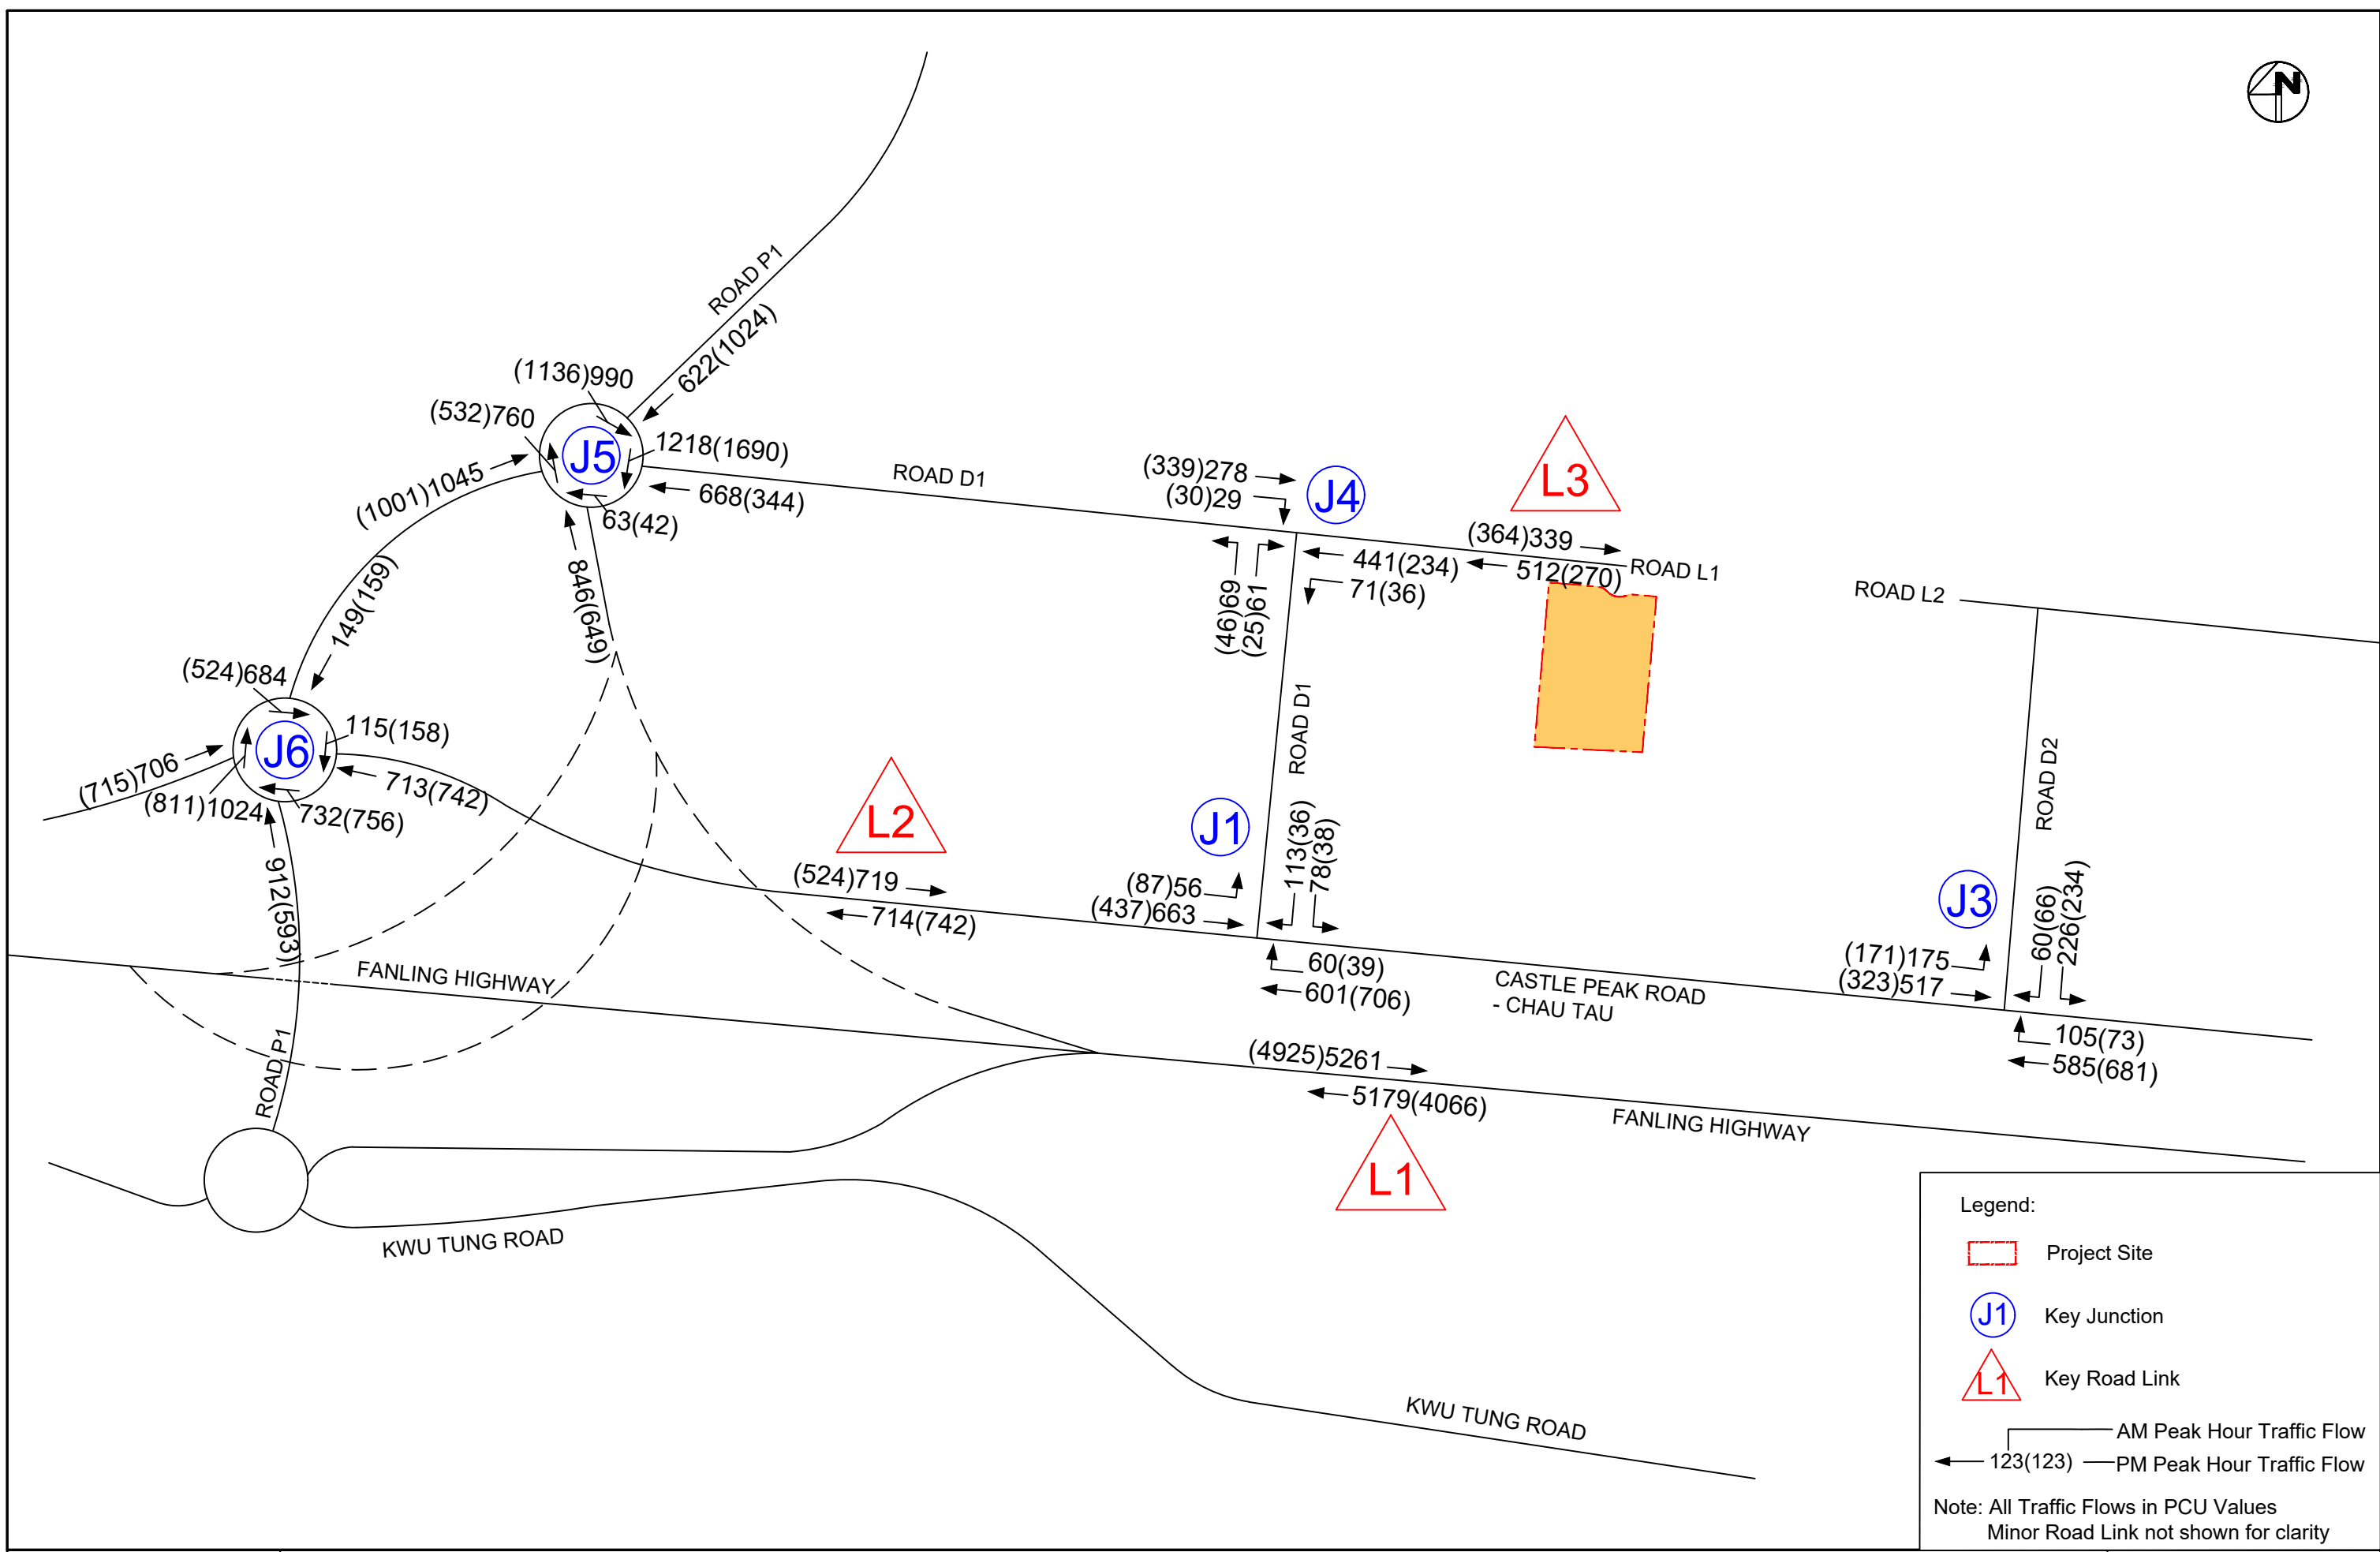 N
ROAD P1
622(1024)
(1136)990
(532)760
J5
1218(1690)
668(344)
63(42)
(1001)1045
846(649)
149(159)
ROAD D1
(339)278
(30)29
J4
L3
(364)339
512(270)
ROAD L1
441(234)
71(36)
(46)69
(25)61
ROAD L2
ROAD D1
ROAD D2
(524)684
J6
115(158)
(715)706
(811)1024
732(756)
713(742)
912(593)
L2
(524)719
714(742)
J1
(87)56
(437)663
113(36)
78(38)
60(39)
601(706)
CASTLE PEAK ROAD
- CHAU TAU
J3
(171)175
(323)517
60(66)
226(234)
105(73)
585(681)
FANLING HIGHWAY
(4925)5261
5179(4066)
FANLING HIGHWAY
L1
ROAD P1
KWU TUNG ROAD
KWU TUNG ROAD
Legend:
Project Site
J1
Key Junction
L1
Key Road Link
AM Peak Hour Traffic Flow
123(123)
PM Peak Hour Traffic Flow
Note: All Traffic Flows in PCU Values
Minor Road Link not shown for clarity